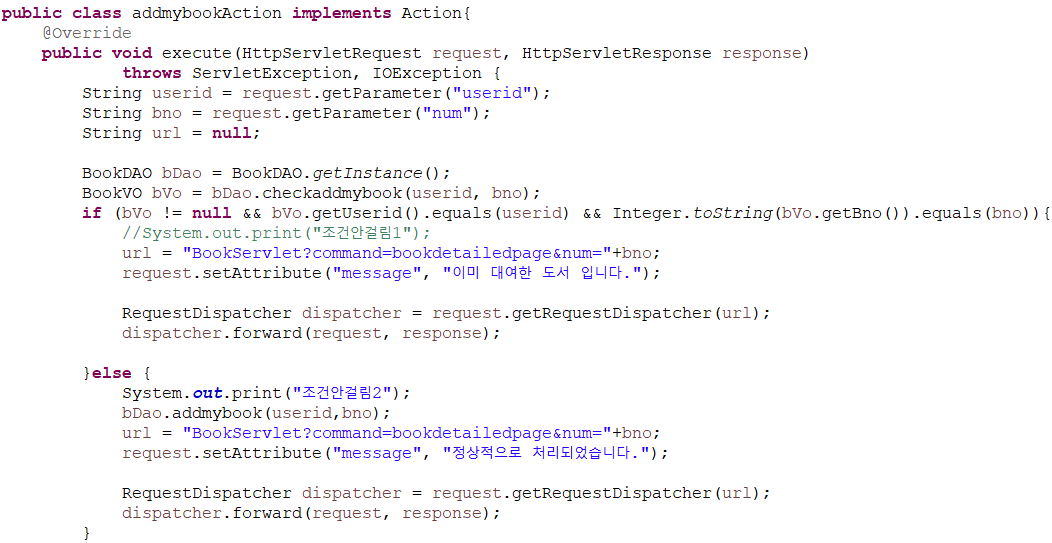 public class addmybookAction implements Action{
@Override
public void execute(HttpServletRequest request, HttpServletResponse response)
throws ServletException, IOException {
String userid = request.getParameter("userid");
String bno = request.getParameter("num");
String url = null;
BookDAO bDao = BookDAO.getInstance();
BookVO bVo = bDao.checkaddmybook(userid, bno);
if (bVo != null && bVo.getUserid().equals(userid) && Integer.toString(bVo.getBno()).equals(bno)){
//System.out.print("조건안걸림1");
url = "BookServlet?command=bookdetailedpage&num="+bno;
request.setAttribute("message", "이미 대여한 도서 입니다.");
RequestDispatcher dispatcher = request.getRequestDispatcher(url);
dispatcher.forward(request, response);
}else {
System.out.print("조건안걸림2");
bDao.addmybook(userid,bno);
url = "BookServlet?command=bookdetailedpage&num="+bno;
request.setAttribute("message", "정상적으로 처리되었습니다.");
RequestDispatcher dispatcher = request.getRequestDispatcher(url);
dispatcher.forward(request, response);
}